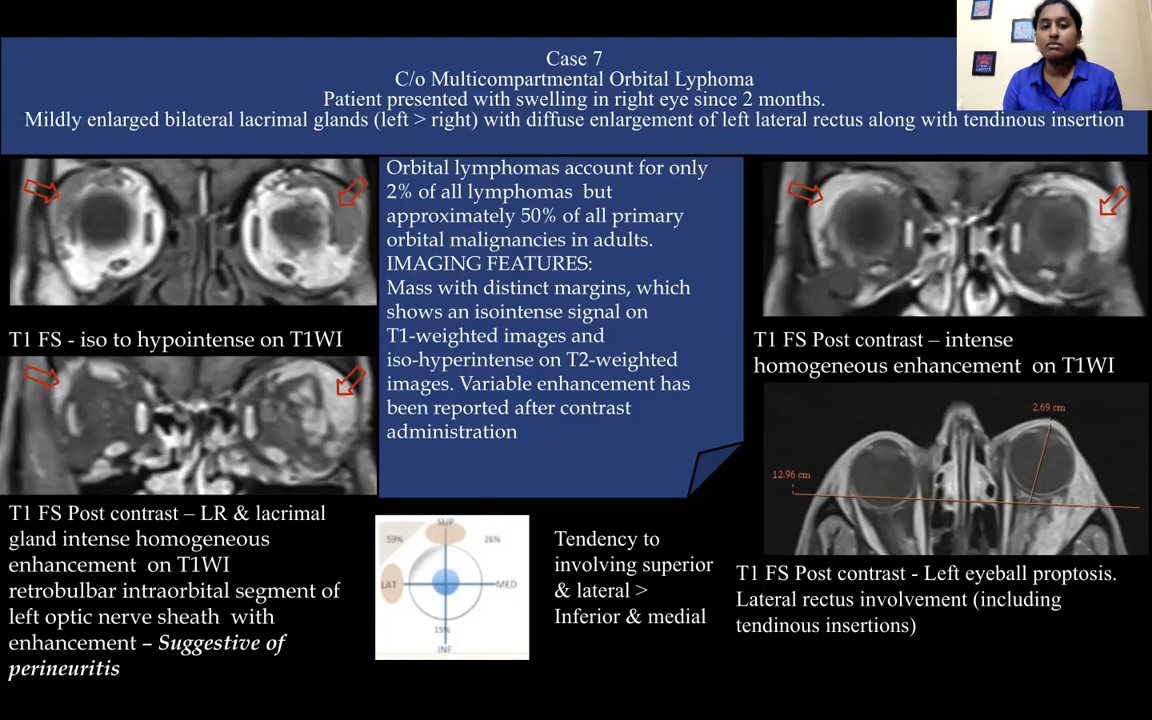 Case 7
C/o Multicompartmental Orbital Lyphoma
Patient presented with swelling in right eye since 2 months.
Mildly enlarged bilateral lacrimal glands (left > right) with diffuse enlargement of left lateral rectus along with tendinous insertion
T1 FS - iso to hypointense on T1WI
T1 FS Post contrast – LR & lacrimal
gland intense homogeneous
enhancement on T1WI
retrobulbar intraorbital segment of
left optic nerve sheath with
enhancement – Suggestive of
perineuritis
Orbital lymphomas account for only
2% of all lymphomas but
approximately 50% of all primary
orbital malignancies in adults.
IMAGING FEATURES:
Mass with distinct margins, which
shows an isointense signal on
T1-weighted images and
iso-hyperintense on T2-weighted
images. Variable enhancement has
been reported after contrast
administration
SUP
59%
26%
LAT
MED
15%
INF
Tendency to
involving superior
& lateral >
Inferior & medial
T1 FS Post contrast – intense
homogeneous enhancement on T1WI
2.69 cm
12.96 cm
T1 FS Post contrast - Left eyeball proptosis.
Lateral rectus involvement (including
tendinous insertions)